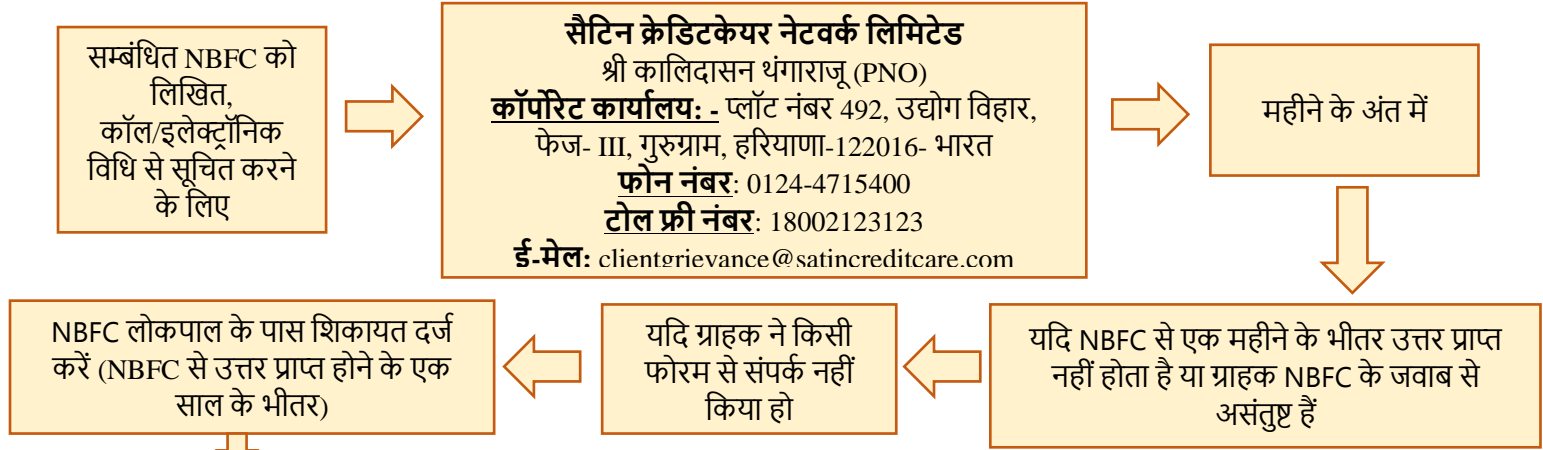 सम्बंधित NBFC को
लिखित,
कॉल/इलेक्ट्रॉनिक
विधि से सूचित करने
के लिए
सैटिन क्रेडिटकेयर नेटवर्क लिमिटेड
श्री कालिदासन थंगाराजू (PNO)
कॉर्पोरेट कार्यालय: - प्लॉट नंबर 492, उद्योग विहार,
फेज- III, गुरुग्राम, हरियाणा-122016- भारत
फोन नंबर: 0124-4715400
टोल फ्री नंबर: 18002123123
ई-मेल: clientgrievance@satincreditcare.com
महीने के अंत में
यदि NBFC से एक महीने के भीतर उत्तर प्राप्त
नहीं होता है या ग्राहक NBFC के जवाब से
असंतुष्ट हैं
यदि ग्राहक ने किसी
फोरम से संपर्क नहीं
किया हो
NBFC लोकपाल के पास शिकायत दर्ज
करें (NBFC से उत्तर प्राप्त होने के एक
साल के भीतर)